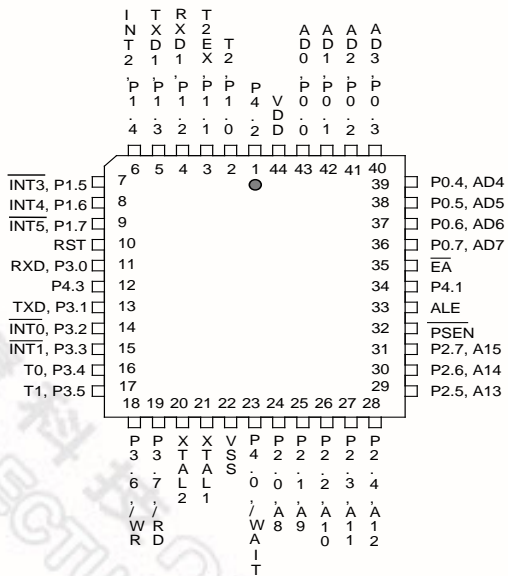 INT2, P1.4
TXD1, P1.3
RXD1, P1.2
T2EX, P1.1
T2, P1.0
P4.2
VDD
AD0, P0.0
AD1, P0.1
AD2, P0.2
AD3, P0.3
6 5 4 3 2 1 44 43 42 41 40
INT3, P1.5 7
INT4, P1.6 8
INT5, P1.7 9
RST 10
RXD, P3.0 11
P4.3 12
TXD, P3.1 13
INT0, P3.2 14
INT1, P3.3 15
T0, P3.4 16
T1, P3.5 17
39 P0.4, AD4
38 P0.5, AD5
37 P0.6, AD6
36 P0.7, AD7
35 EA
34 P4.1
33 ALE
32 PSEN
31 P2.7, A15
30 P2.6, A14
29 P2.5, A13
18 19 20 21 22 23 24 25 26 27 28
P3.6, /WR
P3.7, /RD
XTAL2
XTAL1
VSS
P4.0, /WAIT
P2.0, A8
P2.1, A9
P2.2, A10
P2.3, A11
P2.4, A12
科技